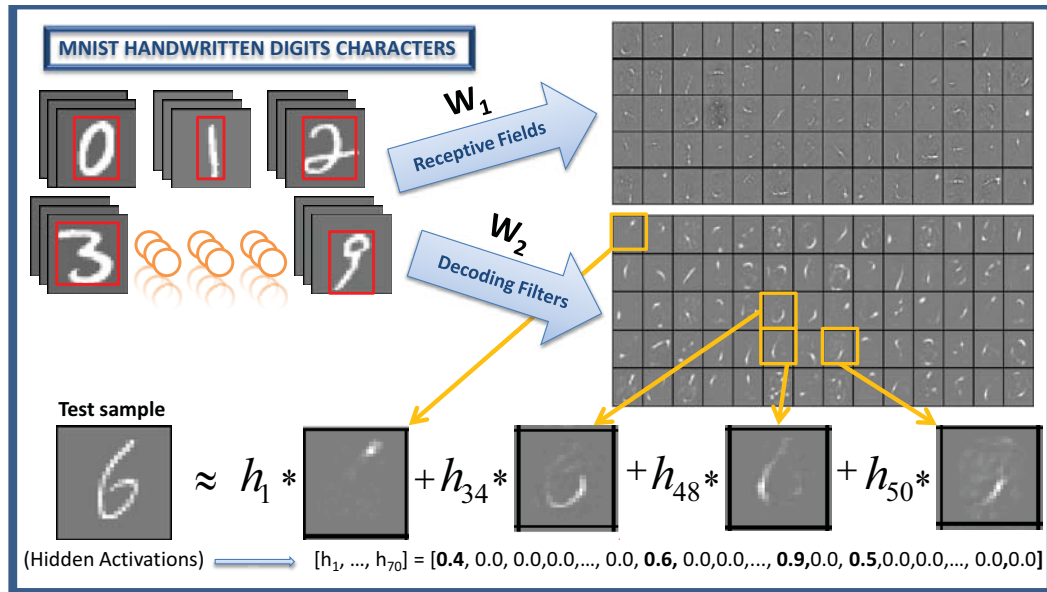 MNIST HANDWRITTEN DIGITS CHARACTERS
W₁
Receptive Fields
W₂
Decoding Filters
Test sample
≈ h₁ * + h₃₄ * + h₄₈ * + h₅₀ *
(Hidden Activations) [h₁, …, h₇₀] = [0.4, 0.0, 0.0,0.0,…, 0.0, 0.6, 0.0,0.0,..., 0.9,0.0, 0.5,0.0,0.0,…, 0.0,0.0]